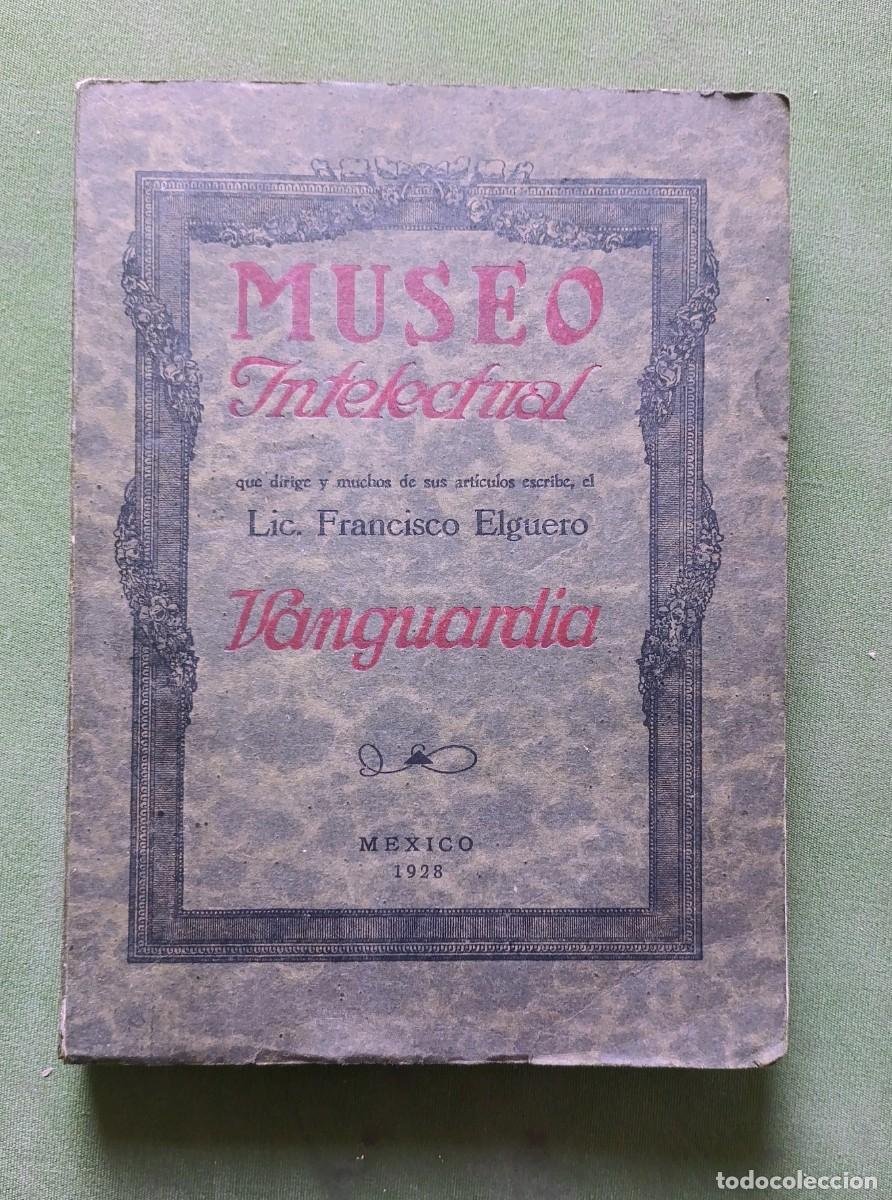 MUSEO
Intelectual
que dirige y muchos de sus artículos escribe, el
Lic. Francisco Elguero
Vanguardia
MEXICO
1928
todocoleccion